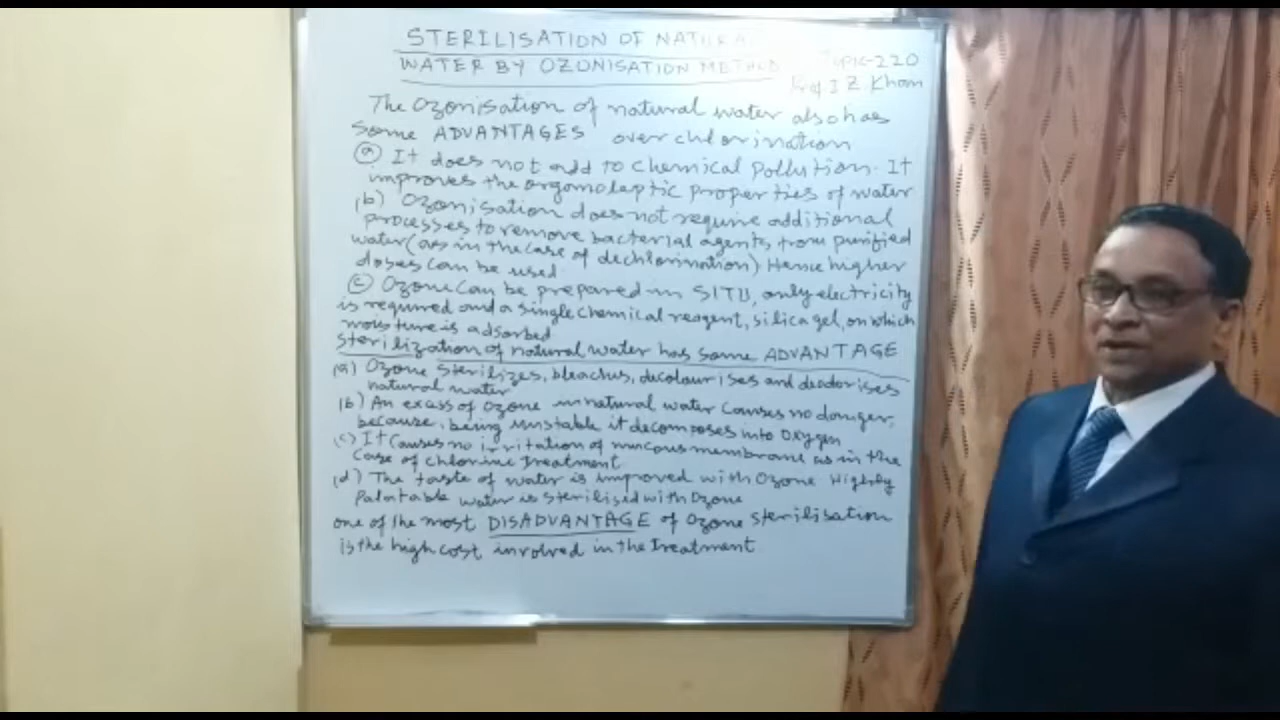 STERILISATION OF NATURA
WATER BY OZONISATION METHOD
Topic-220
Prof I Z. Khan
The Ozonisation of natural water also has
some ADVANTAGES over chlorination
(a) It does not add to chemical pollution. It
improves the orgonoleptic properties of water
(b) Ozonisation does not require additional
processes to remove bacterial agents from purified
water (as in the case of dechlorination) Hence higher
doses can be used
(c) Ozone can be prepared in SITU, only electricity
is required and a single chemical reagent, silica gel, on which
moisture is adsorbed
Sterilization of natural water has some ADVANTAGE
(a) Ozone sterilizes, bleaches, decolourises and deodorises
natural water
(b) An excess of ozone in natural water causes no danger,
because, being unstable it decomposes into oxygen
(c) It causes no irritation of mucous membrane as in the
case of chlorine treatment
(d) The taste of water is improved with Ozone Highly
Palatable water is sterilised with Ozone
one of the most DISADVANTAGE of Ozone sterilisation
is the high cost involved in the treatment